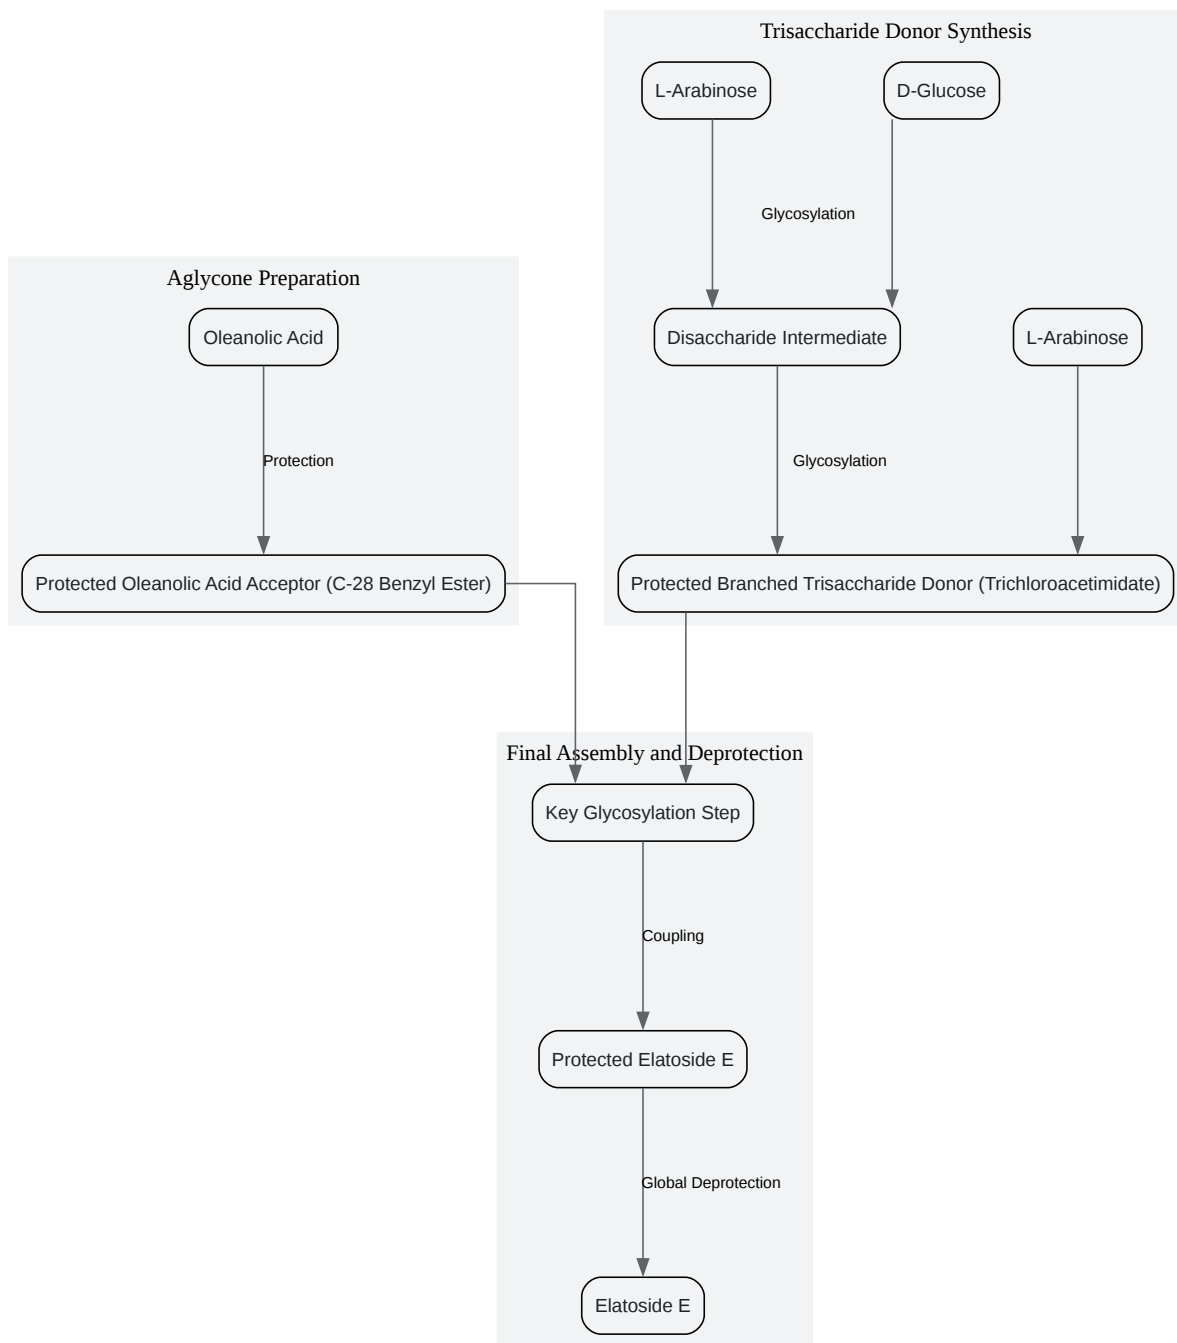 Trisaccharide Donor Synthesis
L-Arabinose
D-Glucose
Glycosylation
Aglycone Preparation
Oleanolic Acid
Disaccharide Intermediate
L-Arabinose
Protection
Glycosylation
Protected Oleanolic Acid Acceptor (C-28 Benzyl Ester)
Protected Branched Trisaccharide Donor (Trichloroacetimidate)
Final Assembly and Deprotection
Key Glycosylation Step
Coupling
Protected Elatoside E
Global Deprotection
Elatoside E